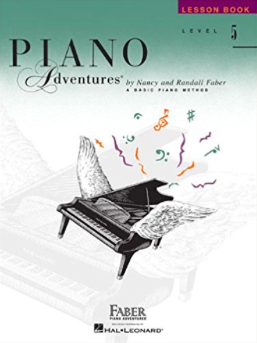 LESSON BOOK
LEVEL 5
PIANO
Adventures®
by Nancy and Randall Faber
A BASIC PIANO METHOD
FABER
PIANO ADVENTURES
HAL•LEONARD®